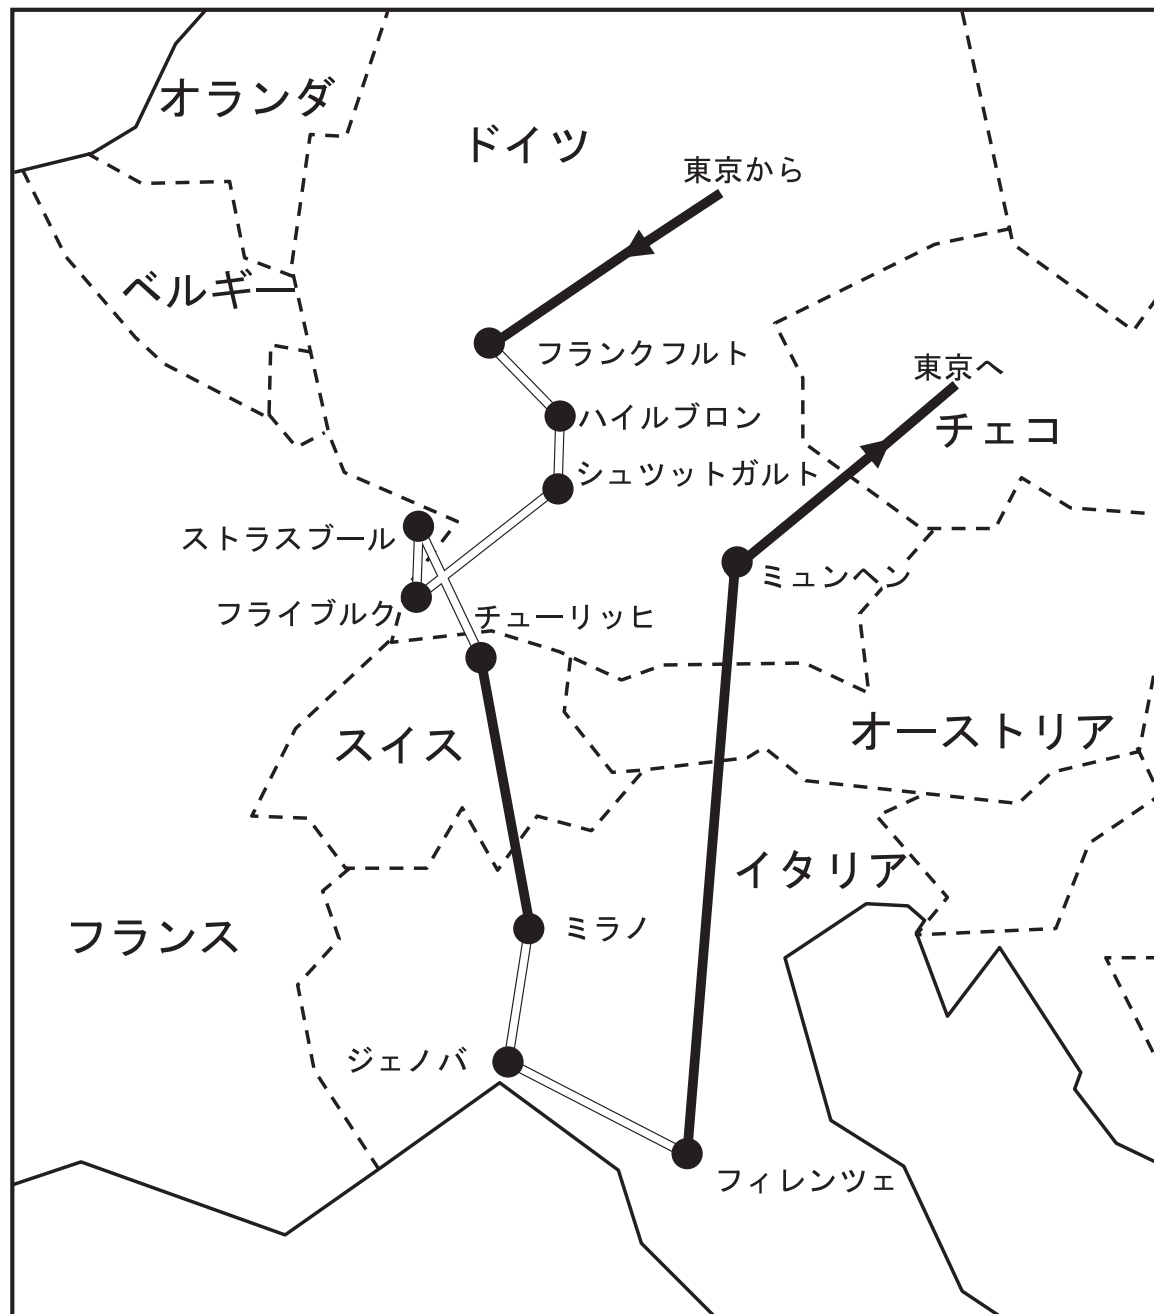 オランダ
ドイツ
東京から
ベルギー
フランクフルト
東京へ
ハイルブロン
チェコ
シュツットガルト
ストラスブール
ミュンヘン
フライブルク
チューリッヒ
オーストリア
スイス
イタリア
フランス
ミラノ
ジェノバ
フィレンツェ